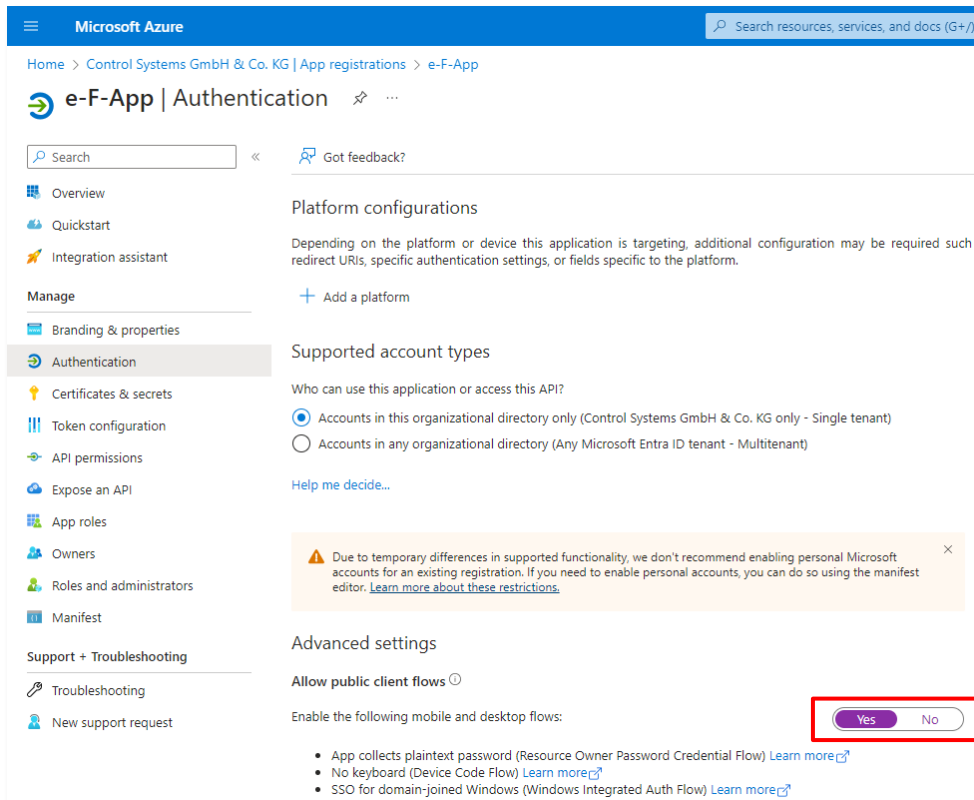 Microsoft Azure
Search resources, services, and docs (G+/)
Home > Control Systems GmbH & Co. KG | App registrations > e-F-App
e-F-App | Authentication
Search
Got feedback?
Overview
Quickstart
Integration assistant
Manage
Branding & properties
Authentication
Certificates & secrets
Token configuration
API permissions
Expose an API
App roles
Owners
Roles and administrators
Manifest
Support + Troubleshooting
Troubleshooting
New support request
Platform configurations
Depending on the platform or device this application is targeting, additional configuration may be required such
redirect URIs, specific authentication settings, or fields specific to the platform.
Add a platform
Supported account types
Who can use this application or access this API?
Accounts in this organizational directory only (Control Systems GmbH & Co. KG only - Single tenant)
Accounts in any organizational directory (Any Microsoft Entra ID tenant - Multitenant)
Help me decide...
Due to temporary differences in supported functionality, we don't recommend enabling personal Microsoft
accounts for an existing registration. If you need to enable personal accounts, you can do so using the manifest
editor. Learn more about these restrictions.
Advanced settings
Allow public client flows
Enable the following mobile and desktop flows:
Yes No
• App collects plaintext password (Resource Owner Password Credential Flow) Learn more
• No keyboard (Device Code Flow) Learn more
• SSO for domain-joined Windows (Windows Integrated Auth Flow) Learn more